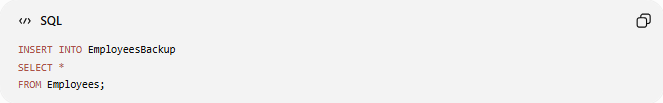 SQL
INSERT INTO EmployeesBackup
SELECT *
FROM Employees;